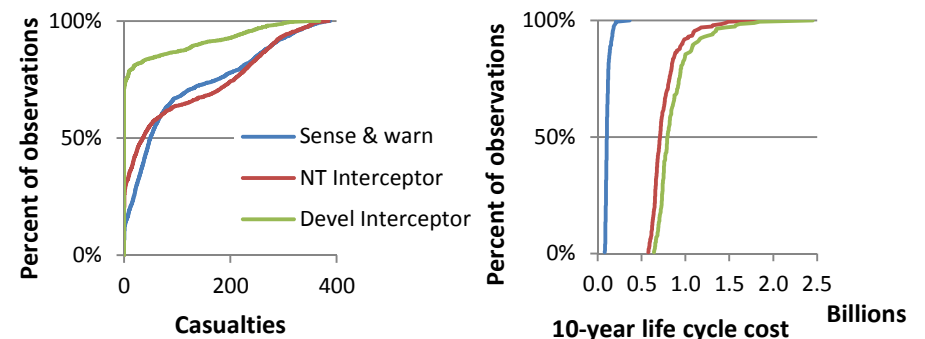 Percent of observations
100%
50%
0%
Sense & warn
NT Interceptor
Devel Interceptor
0 200 400
Casualties
Percent of observations
100%
50%
0%
0.0 0.5 1.0 1.5 2.0 2.5
Billions
10-year life cycle cost